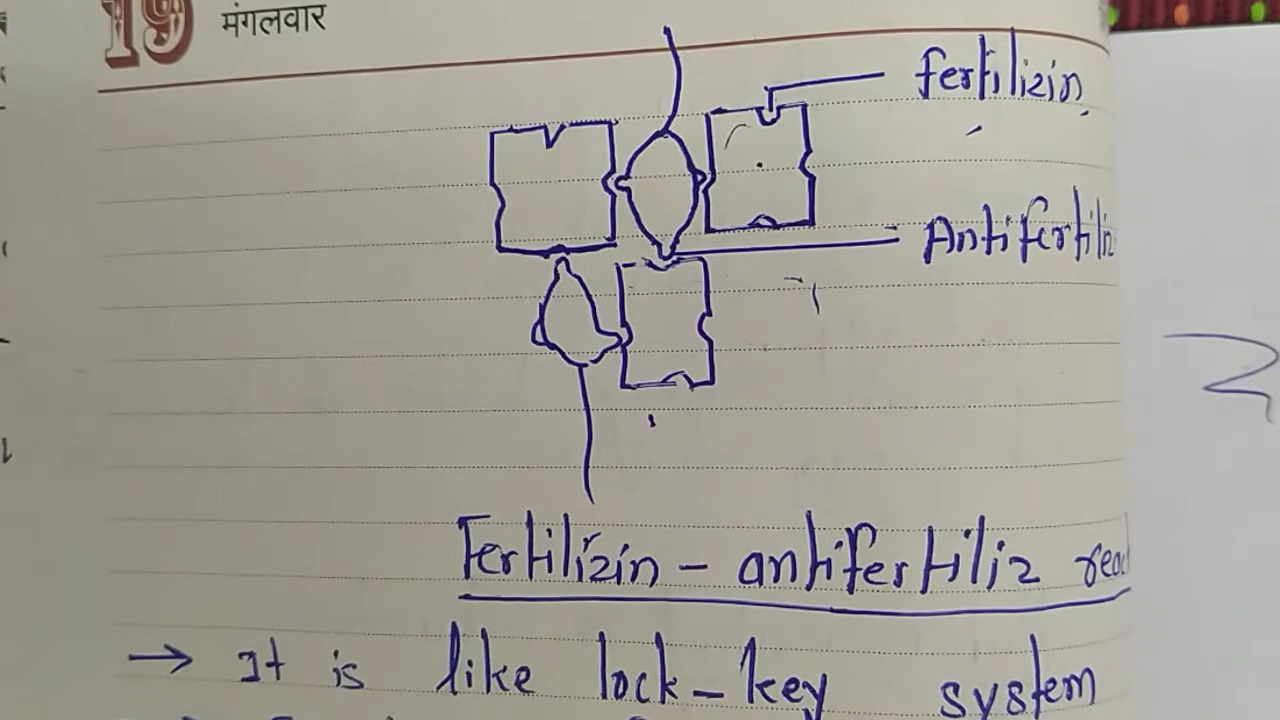 19 मंगलवार
fertilizin
Antifertiliz
Fertilizin - antifertiliz reac
→ It is like lock-key system